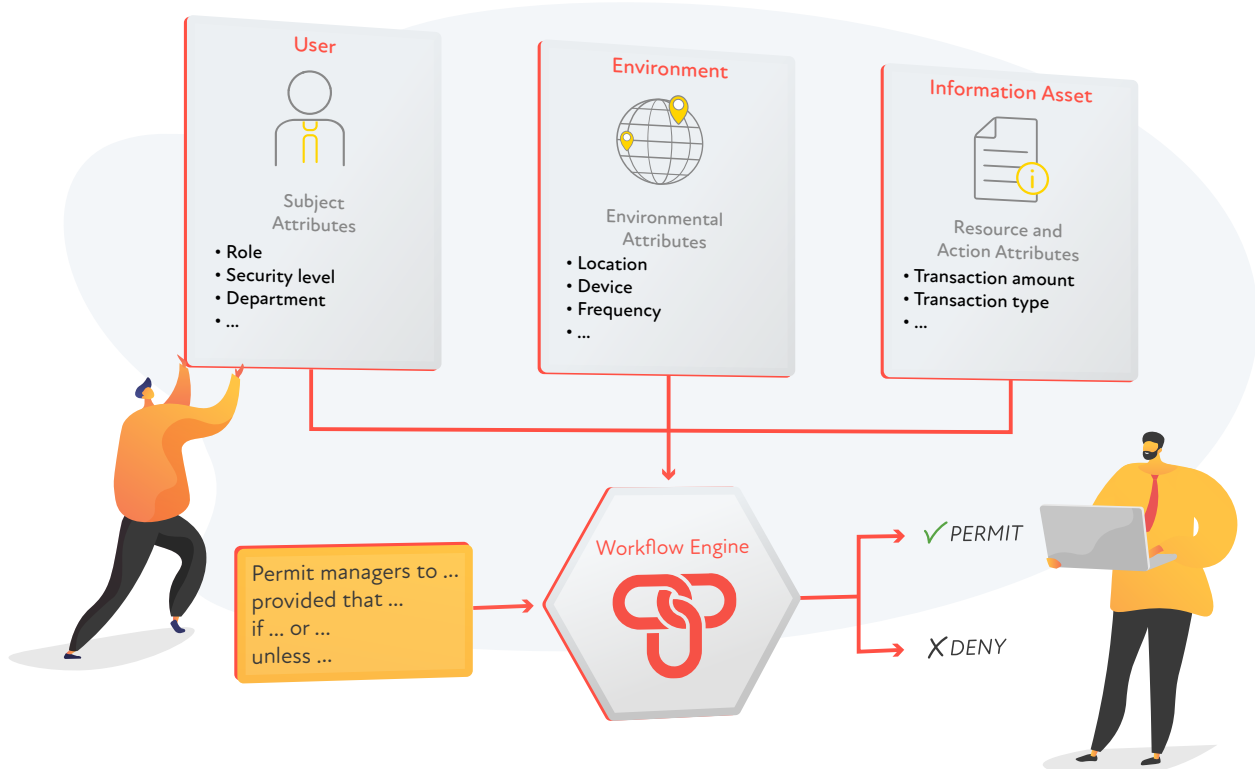 User
Subject
Attributes
• Role
• Security level
• Department
• ...
Environment
Environmental
Attributes
• Location
• Device
• Frequency
• ...
Information Asset
i
Resource and
Action Attributes
• Transaction amount
• Transaction type
• ...
Permit managers to ...
provided that ...
if ... or ...
unless ...
Workflow Engine
✓ PERMIT
X DENY